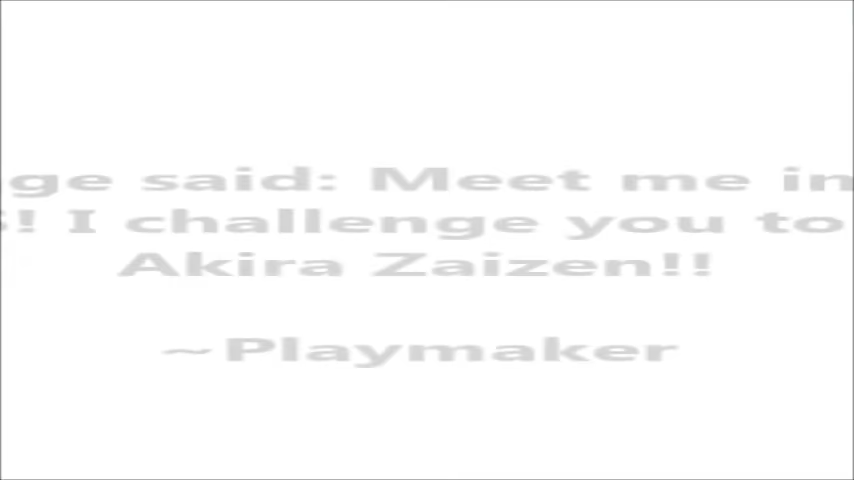 ge said: Meet me in
! I challenge you to
Akira Zaizen!!
~Playmaker